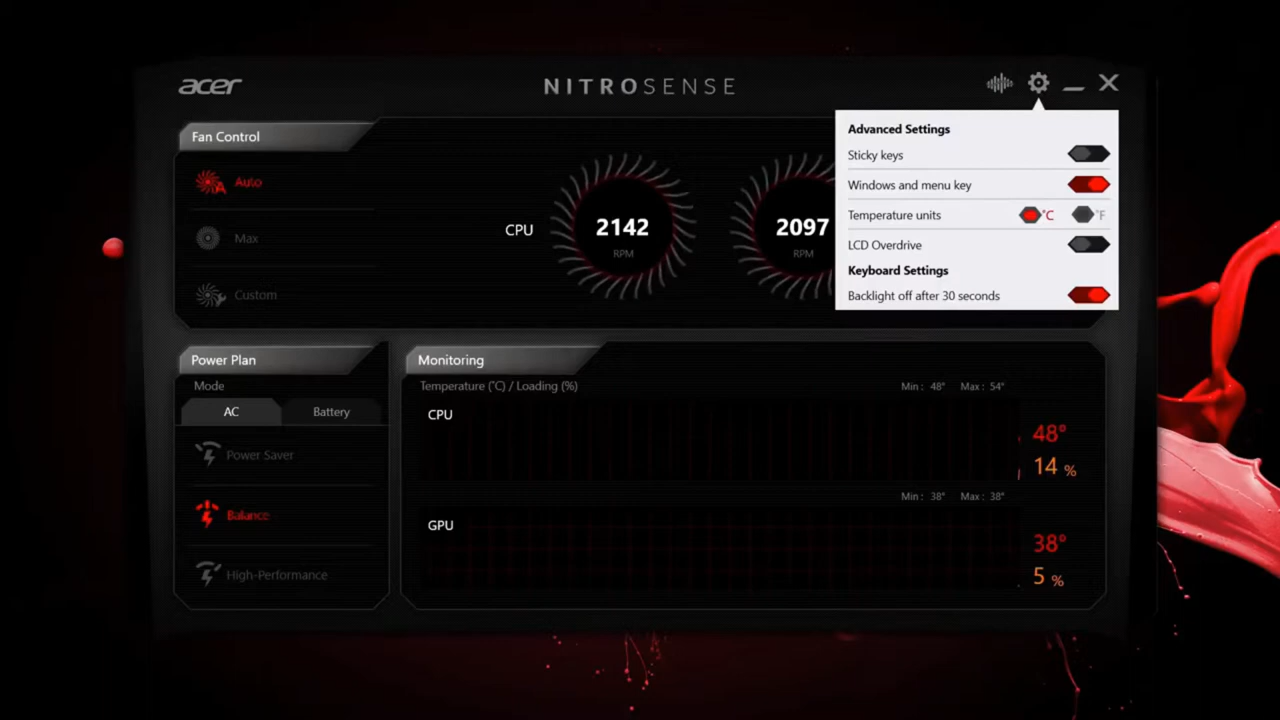 acer
NITROSENSE
Fan Control
Auto
Max
Custom
CPU
2142
RPM
2097
RPM
Advanced Settings
Sticky keys
Windows and menu key
Temperature units
°C
°F
LCD Overdrive
Keyboard Settings
Backlight off after 30 seconds
Power Plan
Mode
AC
Battery
Power Saver
Balance
High-Performance
Monitoring
Temperature (°C) / Loading (%)
Min : 48° Max : 54°
CPU
48°
14 %
Min : 38° Max : 38°
GPU
38°
5 %